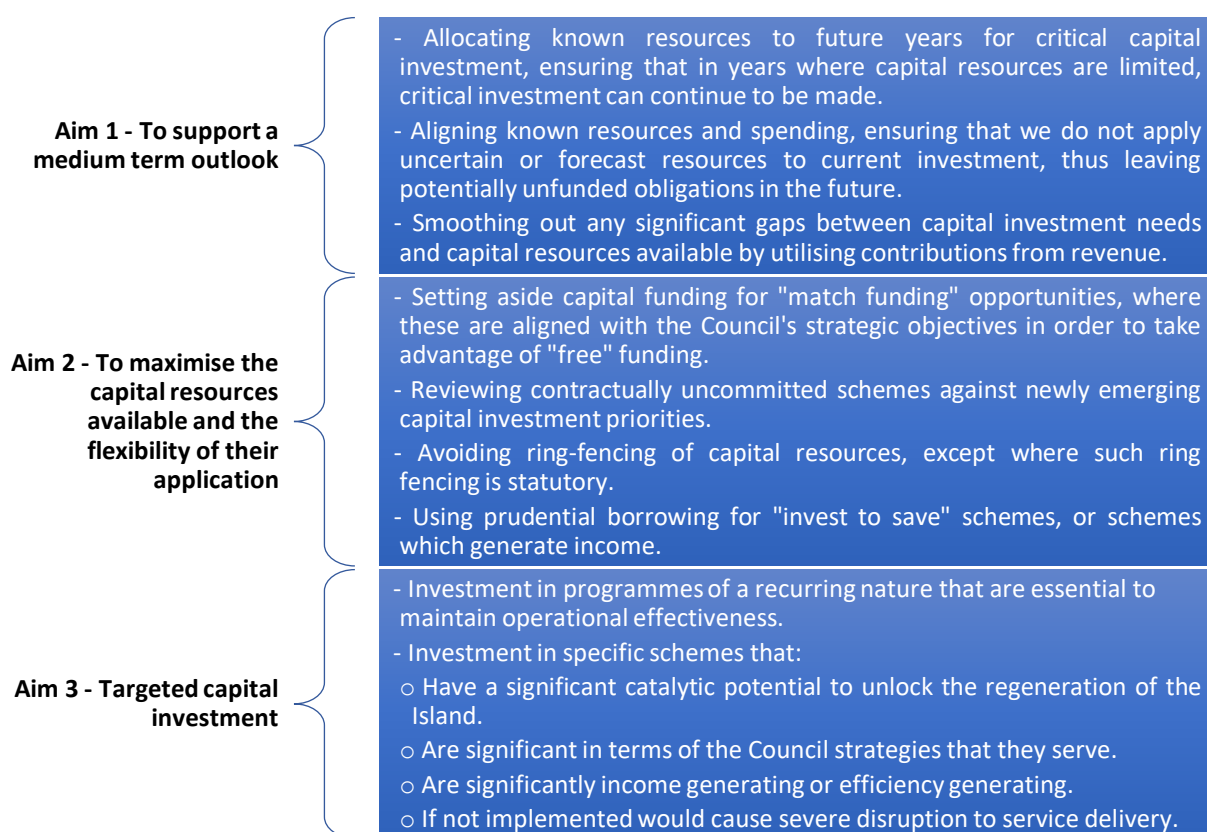 Aim 1 - To support a
medium term outlook
- Allocating known resources to future years for critical capital
investment, ensuring that in years where capital resources are limited,
critical investment can continue to be made.
- Aligning known resources and spending, ensuring that we do not apply
uncertain or forecast resources to current investment, thus leaving
potentially unfunded obligations in the future.
- Smoothing out any significant gaps between capital investment needs
and capital resources available by utilising contributions from revenue.
Aim 2 - To maximise the
capital resources
available and the
flexibility of their
application
- Setting aside capital funding for "match funding" opportunities, where
these are aligned with the Council's strategic objectives in order to take
advantage of "free" funding.
- Reviewing contractually uncommitted schemes against newly emerging
capital investment priorities.
- Avoiding ring-fencing of capital resources, except where such ring
fencing is statutory.
- Using prudential borrowing for "invest to save" schemes, or schemes
which generate income.
Aim 3 - Targeted capital
investment
- Investment in programmes of a recurring nature that are essential to
maintain operational effectiveness.
- Investment in specific schemes that:
o Have a significant catalytic potential to unlock the regeneration of the
Island.
o Are significant in terms of the Council strategies that they serve.
o Are significantly income generating or efficiency generating.
o If not implemented would cause severe disruption to service delivery.